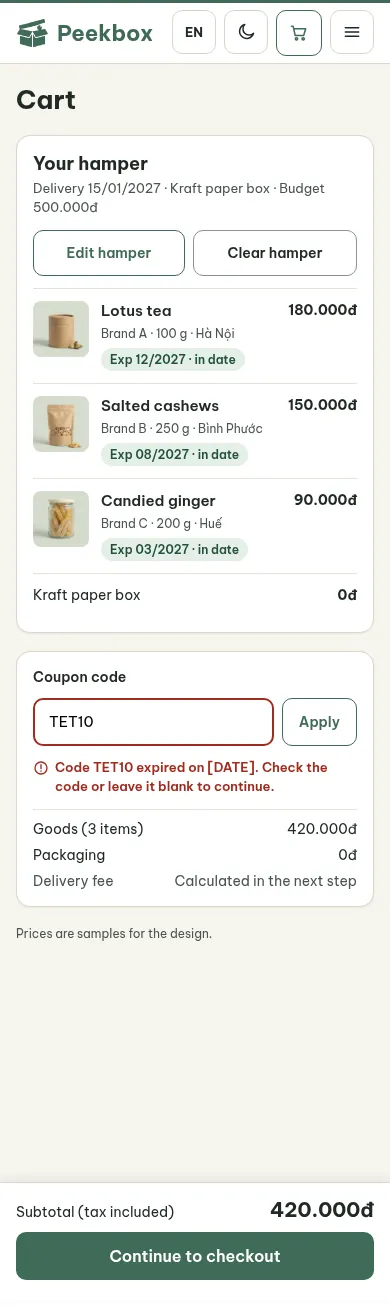 Peekbox
EN
Cart
Your hamper
Delivery 15/01/2027 · Kraft paper box · Budget
500.000đ
Edit hamper
Clear hamper
Lotus tea
180.000đ
Brand A · 100 g · Hà Nội
Exp 12/2027 · in date
Salted cashews
150.000đ
Brand B · 250 g · Bình Phước
Exp 08/2027 · in date
Candied ginger
90.000đ
Brand C · 200 g · Huế
Exp 03/2027 · in date
Kraft paper box
0đ
Coupon code
TET10
Apply
Code TET10 expired on [DATE]. Check the
code or leave it blank to continue.
Goods (3 items)
420.000đ
Packaging
0đ
Delivery fee
Calculated in the next step
Prices are samples for the design.
Subtotal (tax included)
420.000đ
Continue to checkout